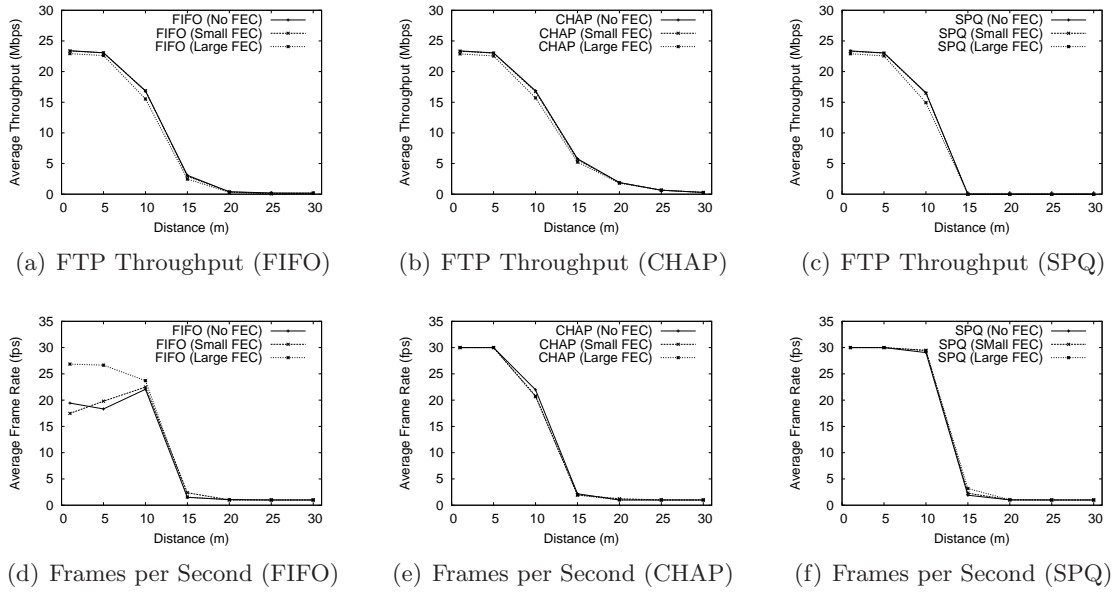 Average Throughput (Mbps)
30
25
20
15
10
5
0
FIFO (No FEC)
FIFO (Small FEC)
FIFO (Large FEC)
0 5 10 15 20 25 30
Distance (m)
(a) FTP Throughput (FIFO)
Average Throughput (Mbps)
30
25
20
15
10
5
0
CHAP (No FEC)
CHAP (Small FEC)
CHAP (Large FEC)
0 5 10 15 20 25 30
Distance (m)
(b) FTP Throughput (CHAP)
Average Throughput (Mbps)
30
25
20
15
10
5
0
SPQ (No FEC)
SPQ (Small FEC)
SPQ (Large FEC)
0 5 10 15 20 25 30
Distance (m)
(c) FTP Throughput (SPQ)
Average Frame Rate (fps)
35
30
25
20
15
10
5
0
FIFO (No FEC)
FIFO (Small FEC)
FIFO (Large FEC)
0 5 10 15 20 25 30
Distance (m)
(d) Frames per Second (FIFO)
Average Frame Rate (fps)
35
30
25
20
15
10
5
0
CHAP (No FEC)
CHAP (Small FEC)
CHAP (Large FEC)
0 5 10 15 20 25 30
Distance (m)
(e) Frames per Second (CHAP)
Average Frame Rate (fps)
35
30
25
20
15
10
5
0
SPQ (No FEC)
SPQ (SMall FEC)
SPQ (Large FEC)
0 5 10 15 20 25 30
Distance (m)
(f) Frames per Second (SPQ)